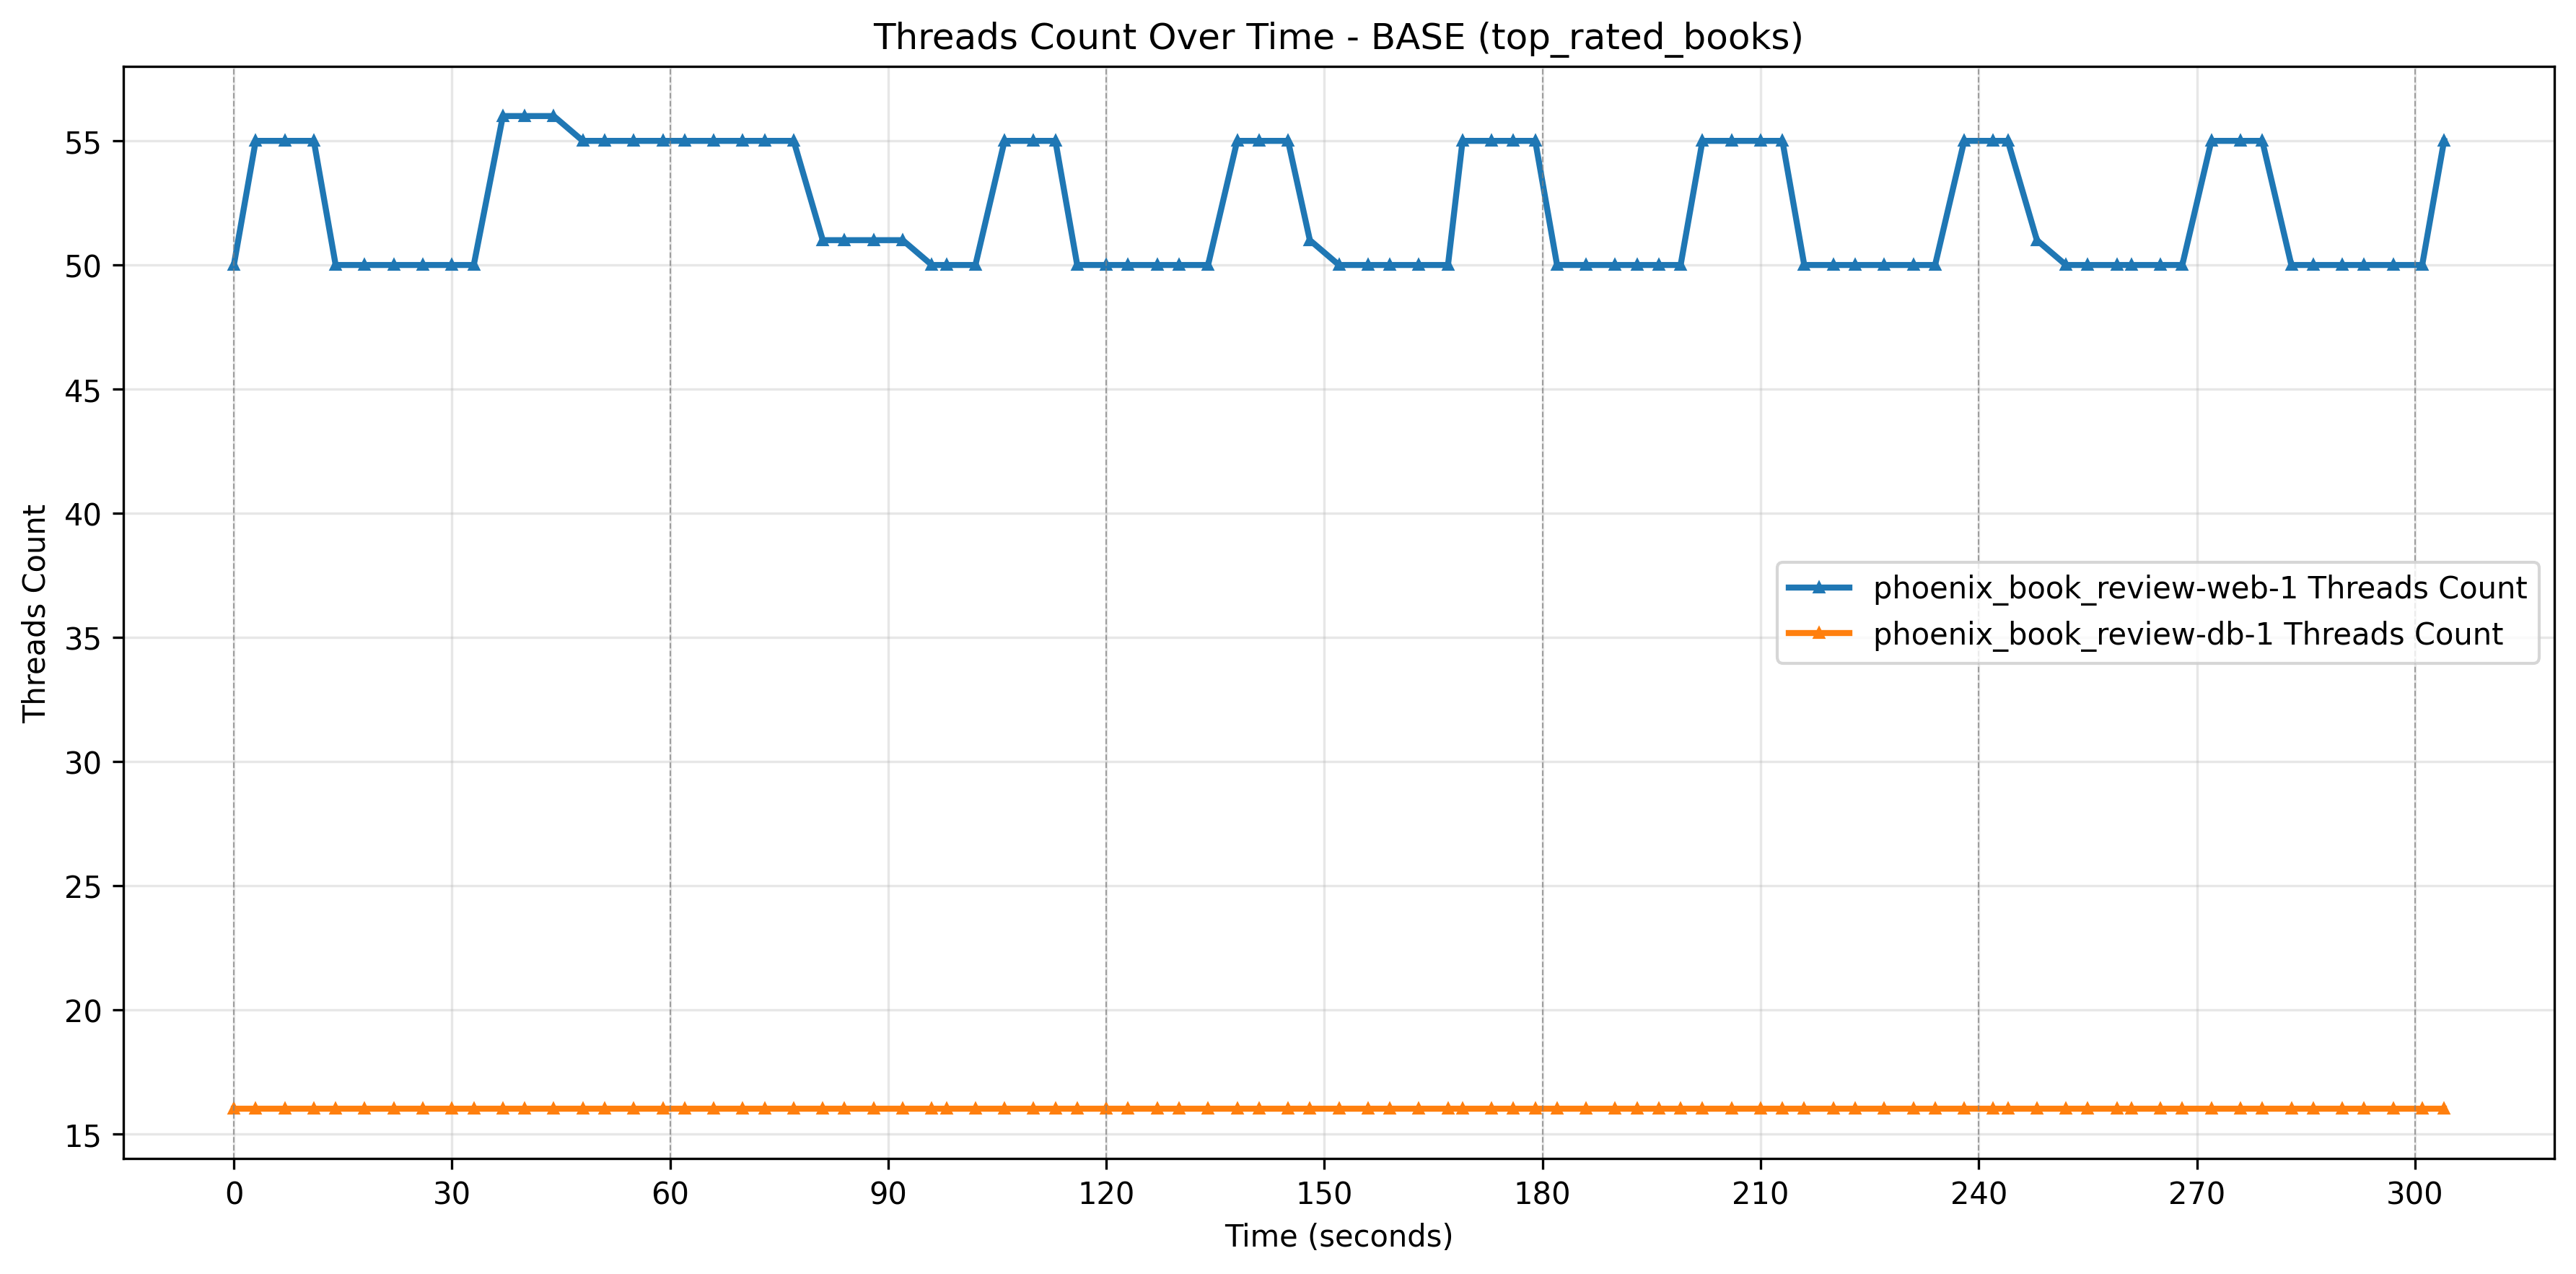 Threads Count Over Time - BASE (top_rated_books)
Threads Count
55
50
45
40
35
30
25
20
15
phoenix_book_review-web-1 Threads Count
phoenix_book_review-db-1 Threads Count
0 30 60 90 120 150 180 210 240 270 300
Time (seconds)